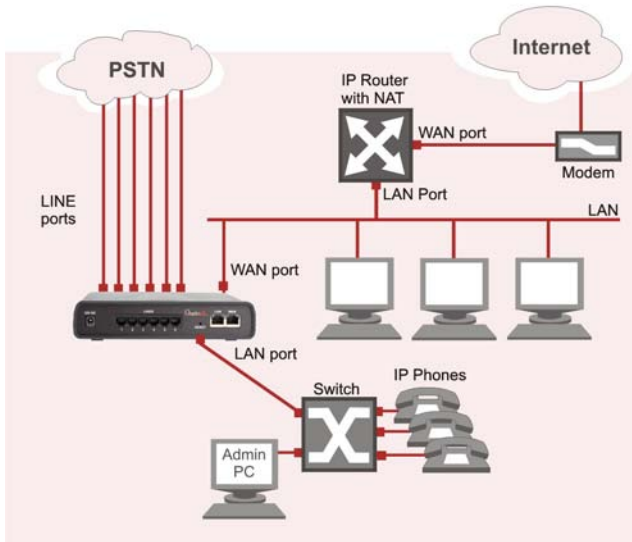 PSTN
Internet
IP Router
with NAT
WAN port
Modem
LAN Port
LINE
ports
LAN
WAN port
LAN port
Switch
IP Phones
Admin
PC